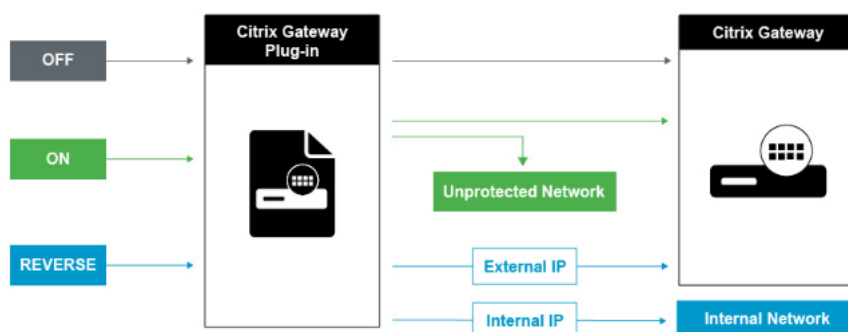 OFF
Citrix Gateway
Plug-in
Citrix Gateway
ON
Unprotected Network
REVERSE
External IP
Internal IP
Internal Network